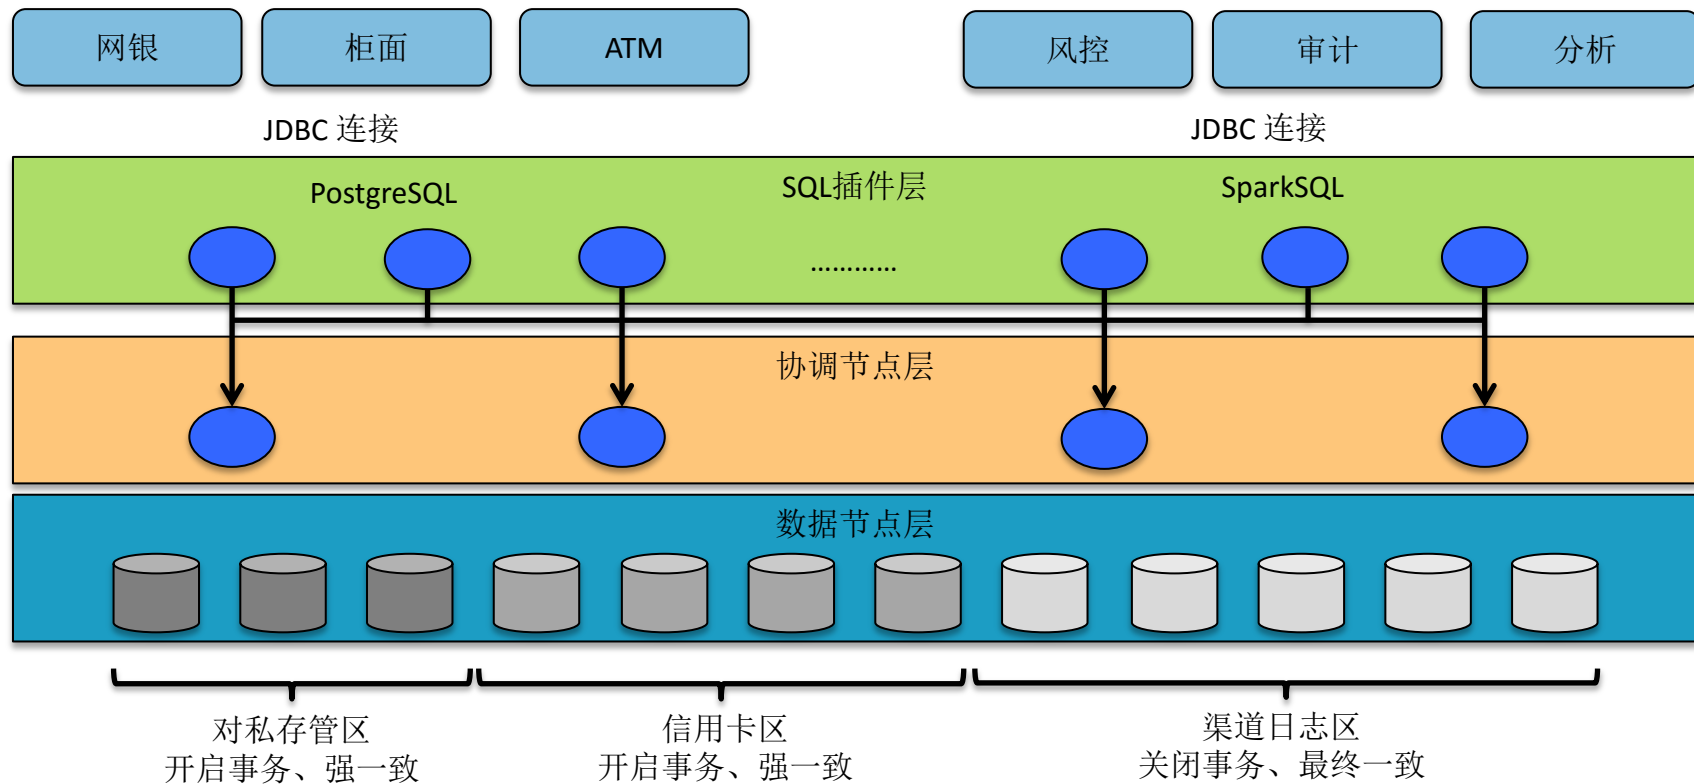 网银
柜面
ATM
风控
审计
分析
JDBC 连接
JDBC 连接
PostgreSQL
SQL插件层
SparkSQL
…………
协调节点层
数据节点层
对私存管区
开启事务、强一致
信用卡区
开启事务、强一致
渠道日志区
关闭事务、最终一致